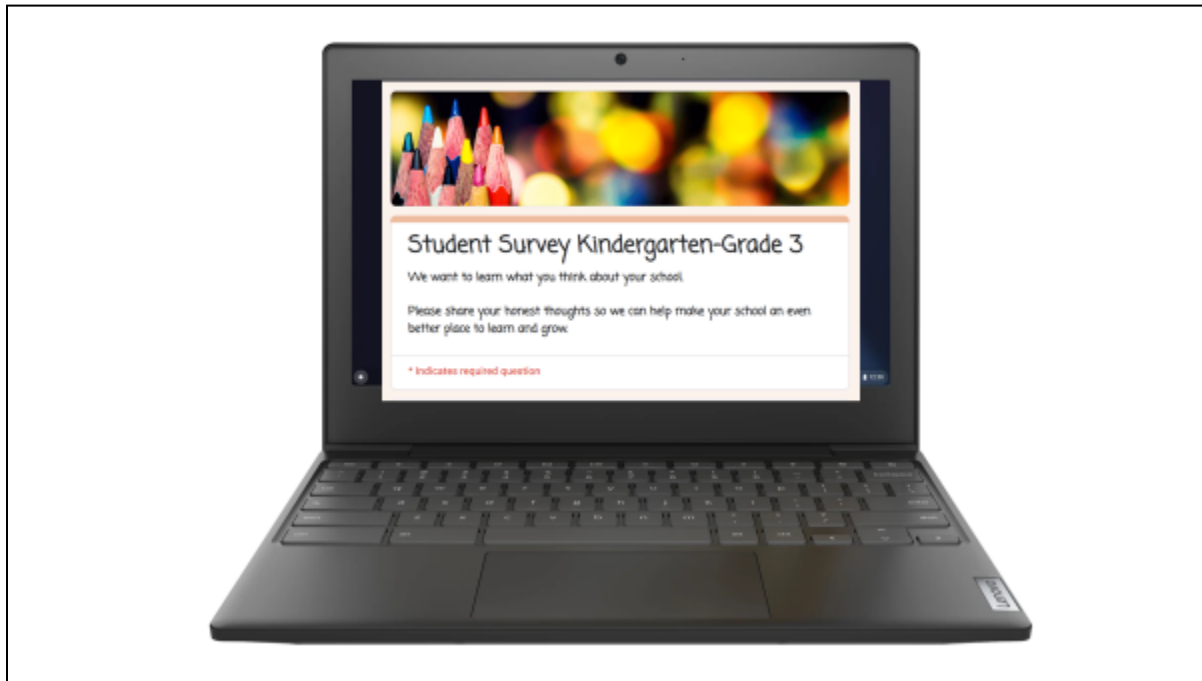 Student Survey Kindergarten-Grade 3
We want to learn what you think about your school.
Please share your honest thoughts so we can help make your school an even
better place to learn and grow.
* Indicates required question
Lenovo